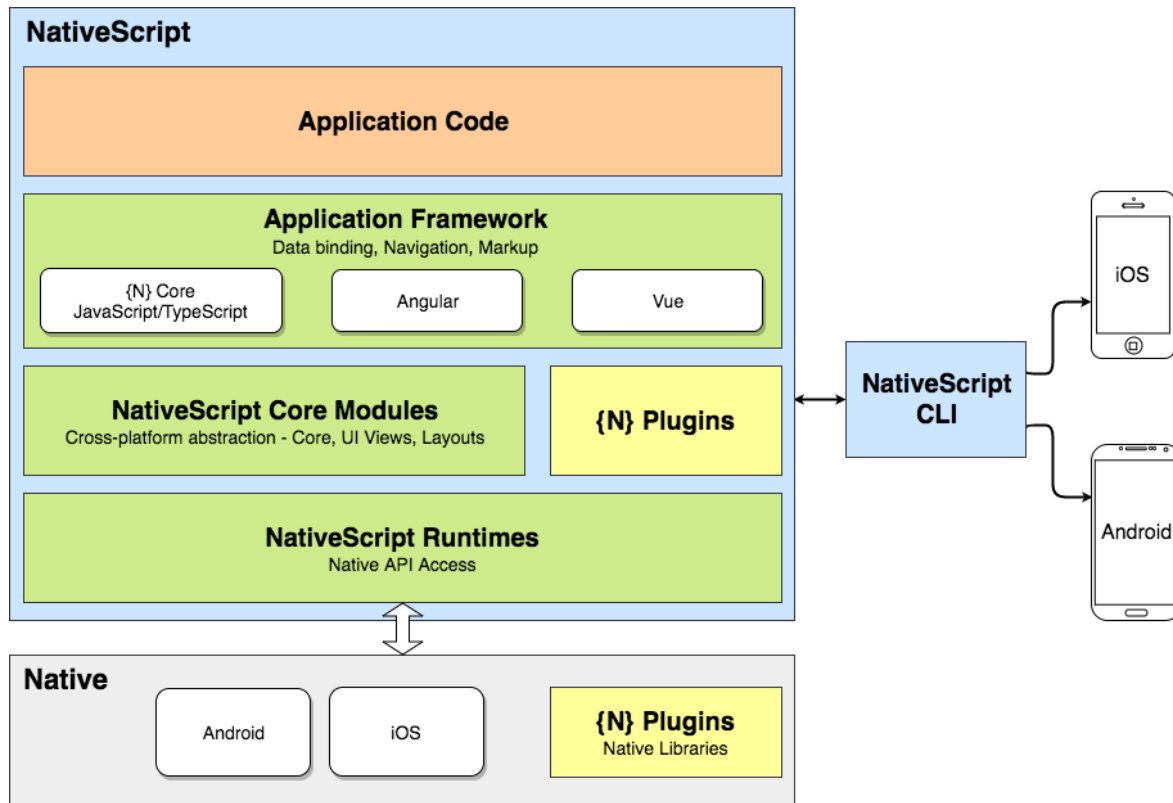 NativeScript
Application Code
Application Framework
Data binding, Navigation, Markup
{N} Core
JavaScript/TypeScript
Angular
Vue
NativeScript Core Modules
Cross-platform abstraction - Core, UI Views, Layouts
{N} Plugins
NativeScript Runtimes
Native API Access
NativeScript
CLI
iOS
Android
Native
Android
iOS
{N} Plugins
Native Libraries